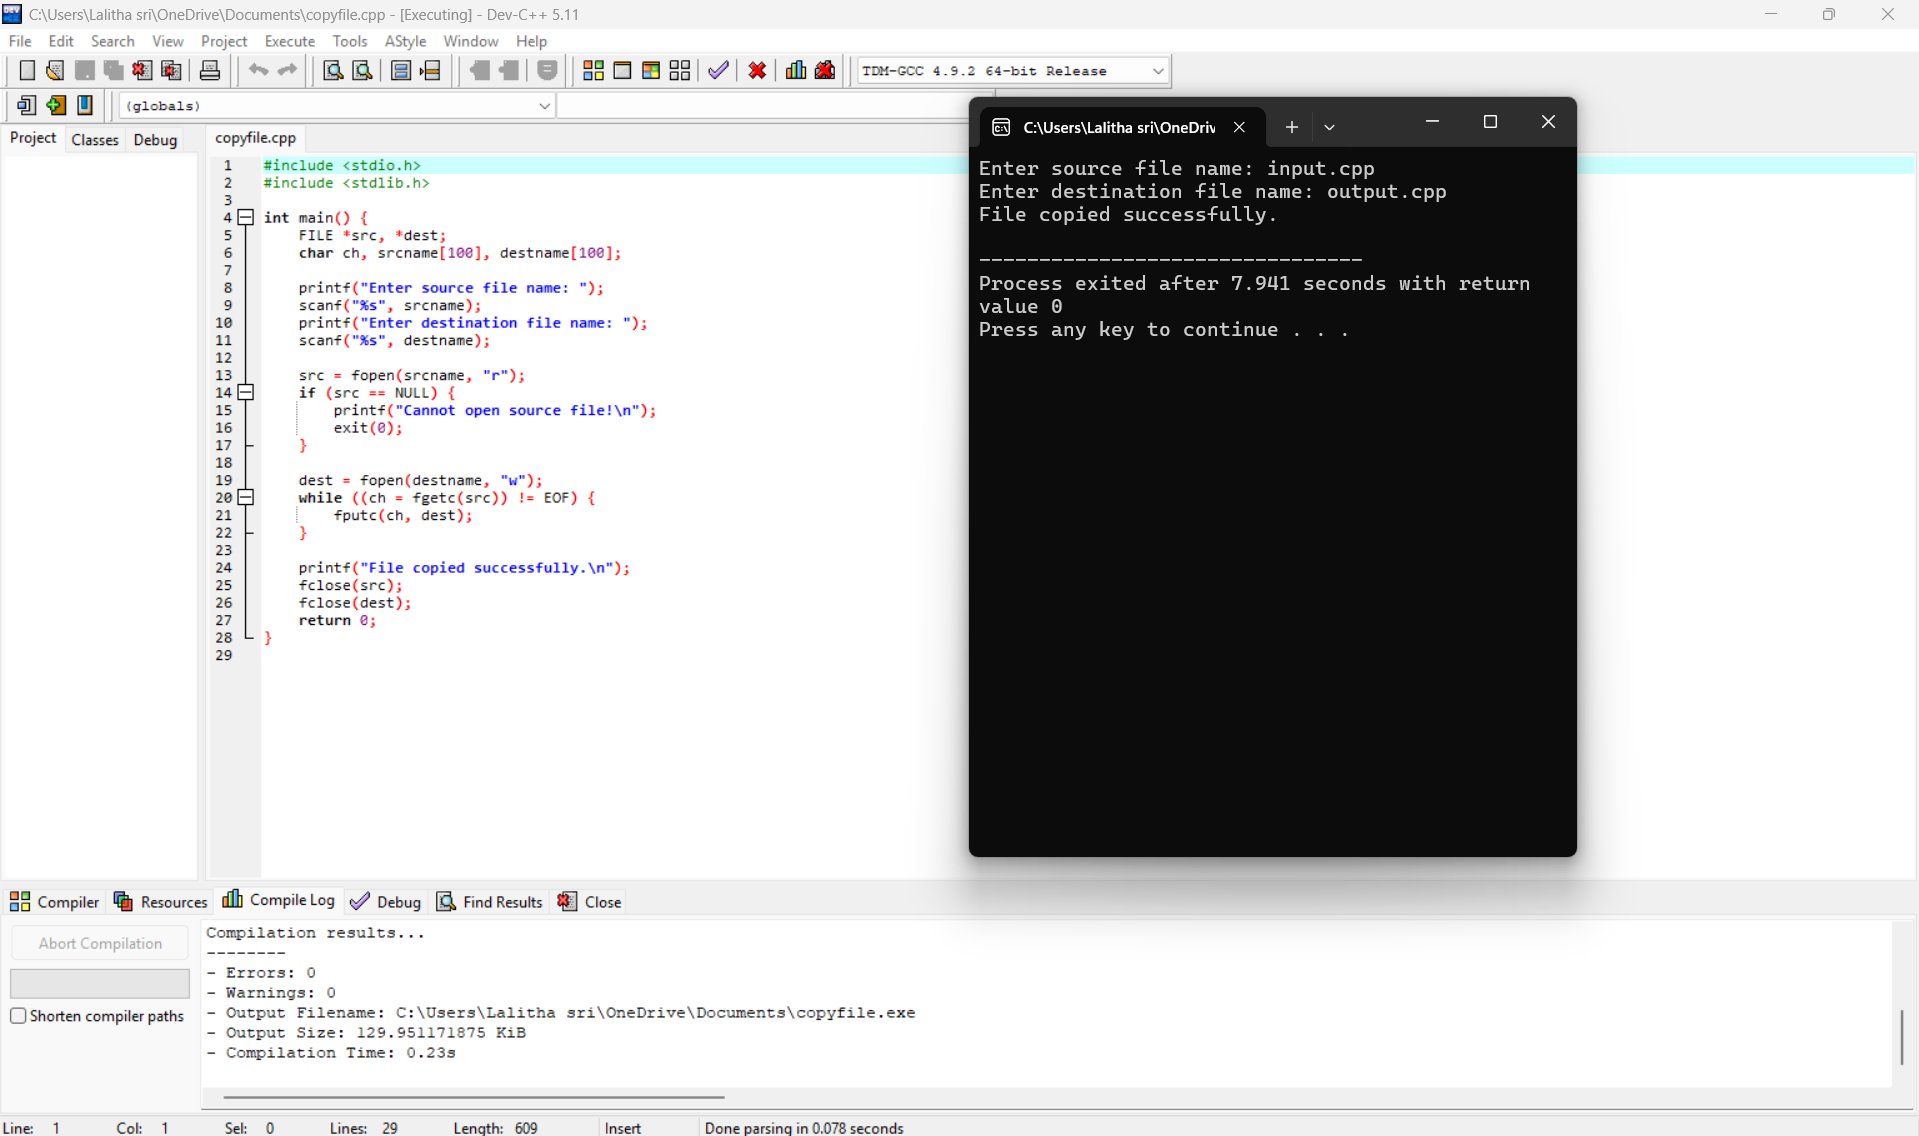 C:\Users\Lalitha sri\OneDrive\Documents\copyfile.cpp - [Executing] - Dev-C++ 5.11
File Edit Search View Project Execute Tools AStyle Window Help
TDM-GCC 4.9.2 64-bit Release
(globals)
Project Classes Debug
copyfile.cpp
1 #include <stdio.h>
2 #include <stdlib.h>
3
4 int main() {
5 FILE *src, *dest;
6 char ch, srcname[100], destname[100];
7
8 printf("Enter source file name: ");
9 scanf("%s", srcname);
10 printf("Enter destination file name: ");
11 scanf("%s", destname);
12
13 src = fopen(srcname, "r");
14 if (src == NULL) {
15 printf("Cannot open source file!\n");
16 exit(0);
17 }
18
19 dest = fopen(destname, "w");
20 while ((ch = fgetc(src)) != EOF) {
21 fputc(ch, dest);
22 }
23
24 printf("File copied successfully.\n");
25 fclose(src);
26 fclose(dest);
27 return 0;
28 }
29
C:\Users\Lalitha sri\OneDriv
Enter source file name: input.cpp
Enter destination file name: output.cpp
File copied successfully.
--------------------------------
Process exited after 7.941 seconds with return
value 0
Press any key to continue . . .
Compiler Resources Compile Log Debug Find Results Close
Abort Compilation
Shorten compiler paths
Compilation results...
--------
- Errors: 0
- Warnings: 0
- Output Filename: C:\Users\Lalitha sri\OneDrive\Documents\copyfile.exe
- Output Size: 129.951171875 KiB
- Compilation Time: 0.23s
Line: 1 Col: 1 Sel: 0 Lines: 29 Length: 609 Insert Done parsing in 0.078 seconds